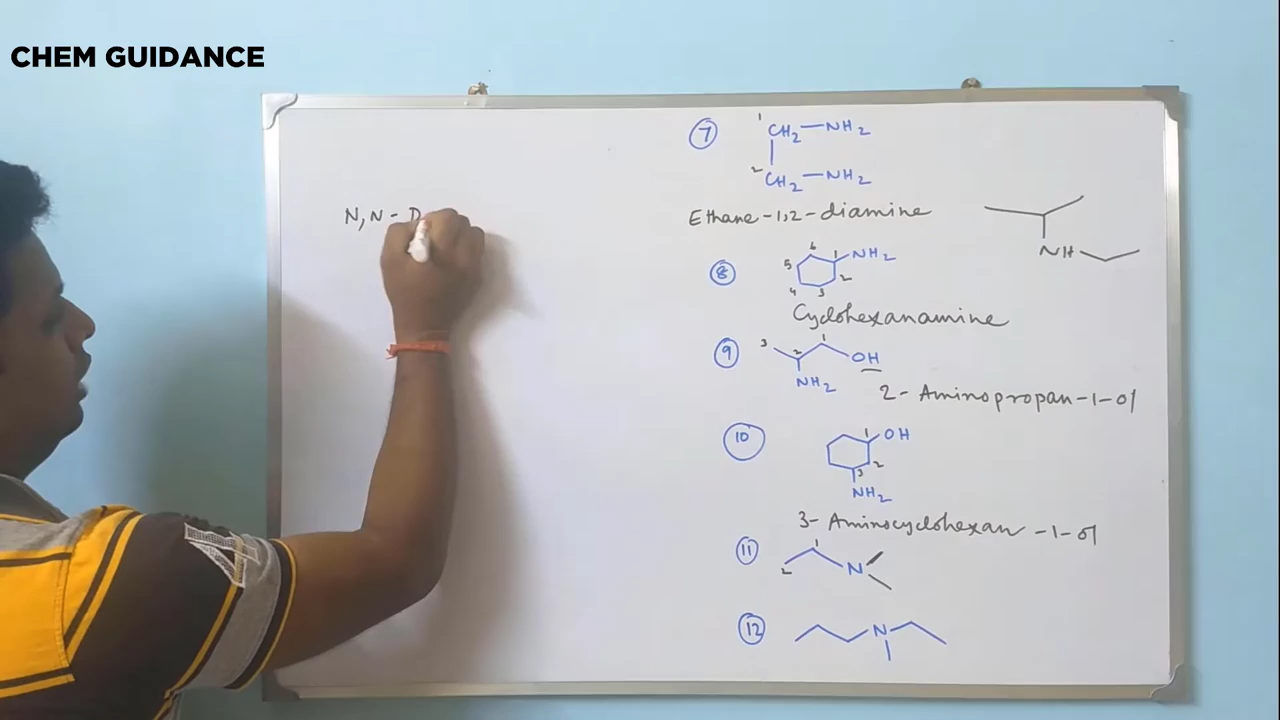 CHEM GUIDANCE
N,N - D
7
1
CH2-NH2
2
CH2-NH2
Ethane-1,2-diamine
NH
8
6
5
1
NH2
2
4
3
Cyclohexanamine
9
3
2
1
OH
NH2
2-Aminopropan-1-ol
10
1
OH
2
3
NH2
3-Aminocyclohexan-1-ol
11
1
2
N
12
N